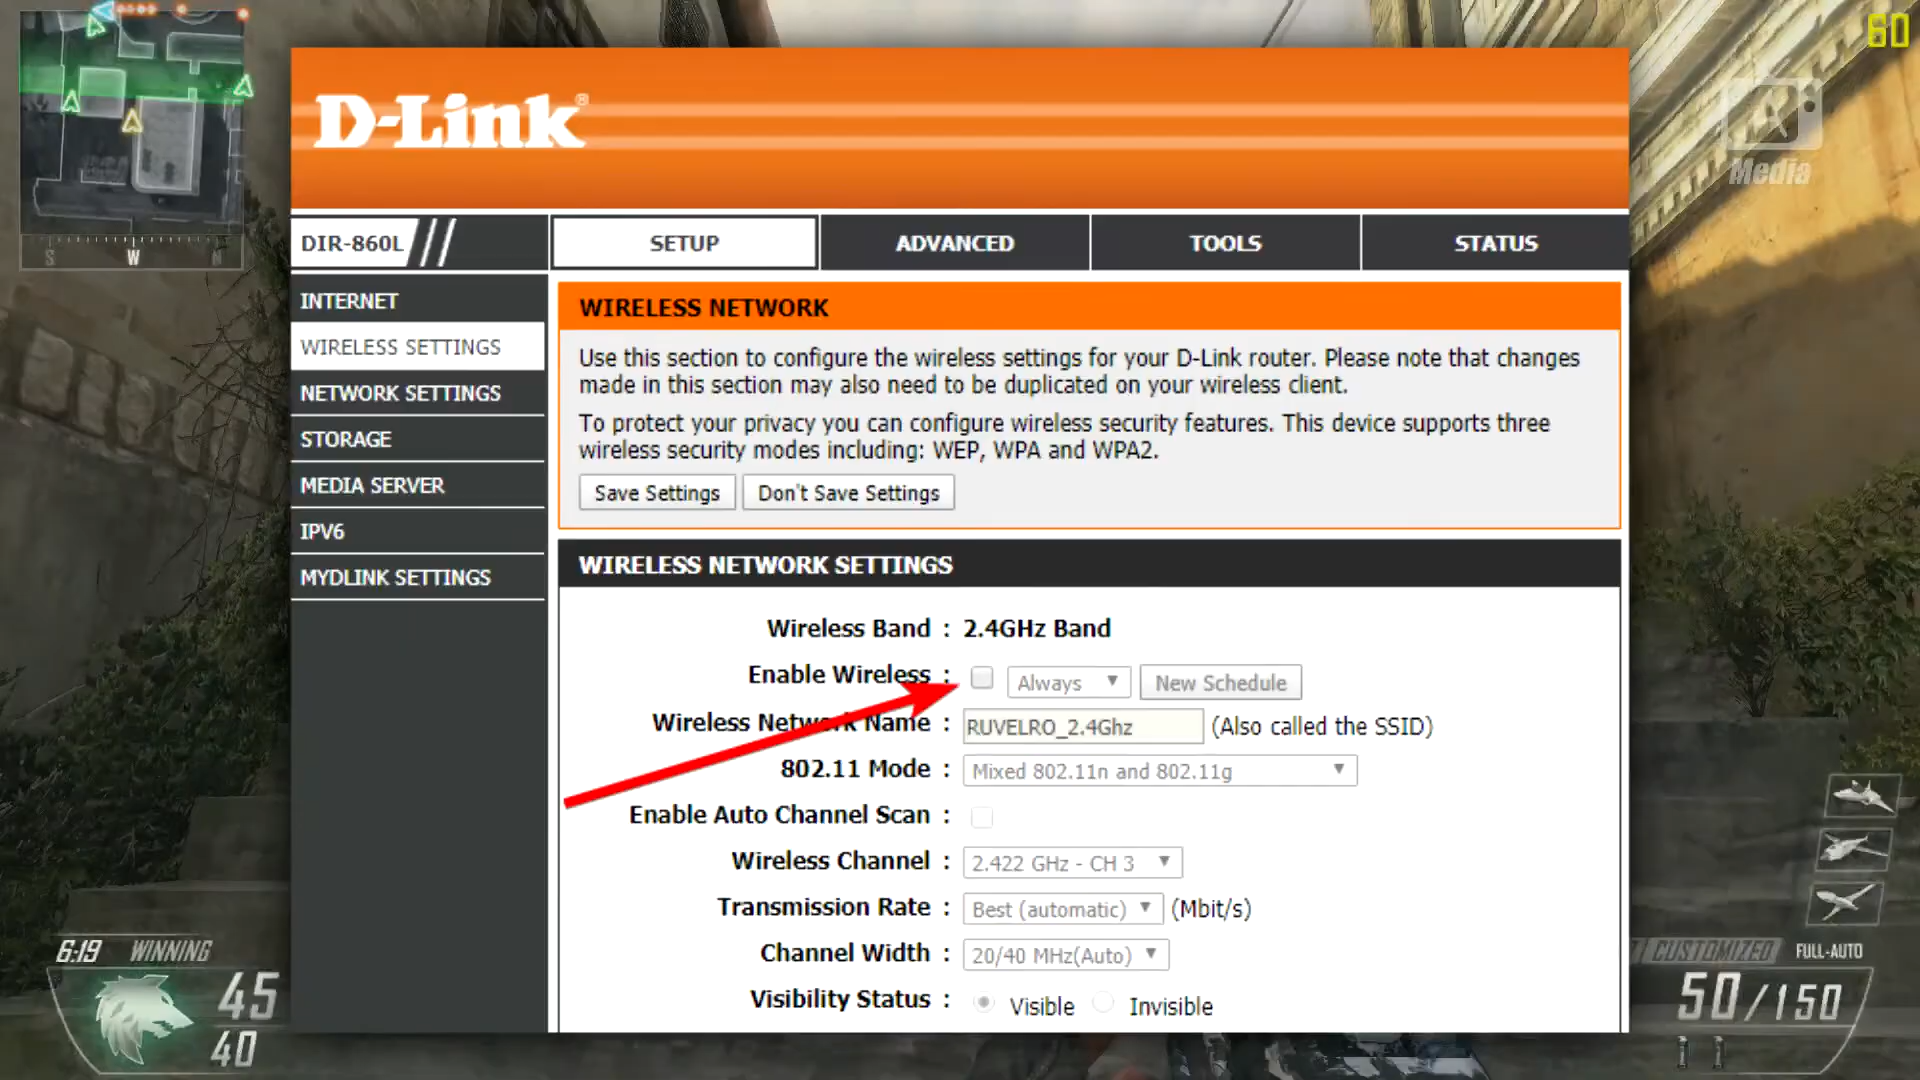 60
Media
S W N
D-Link®
DIR-860L
SETUP
ADVANCED
TOOLS
STATUS
INTERNET
WIRELESS SETTINGS
NETWORK SETTINGS
STORAGE
MEDIA SERVER
IPV6
MYDLINK SETTINGS
WIRELESS NETWORK
Use this section to configure the wireless settings for your D-Link router. Please note that changes
made in this section may also need to be duplicated on your wireless client.
To protect your privacy you can configure wireless security features. This device supports three
wireless security modes including: WEP, WPA and WPA2.
Save Settings Don't Save Settings
WIRELESS NETWORK SETTINGS
Wireless Band : 2.4GHz Band
Enable Wireless : Always New Schedule
Wireless Network Name : RUVELRO_2.4Ghz (Also called the SSID)
802.11 Mode : Mixed 802.11n and 802.11g
Enable Auto Channel Scan :
Wireless Channel : 2.422 GHz - CH 3
Transmission Rate : Best (automatic) (Mbit/s)
Channel Width : 20/40 MHz(Auto)
Visibility Status : Visible Invisible
6:19 WINNING
45
40
CUSTOMIZED FULL-AUTO
50/150